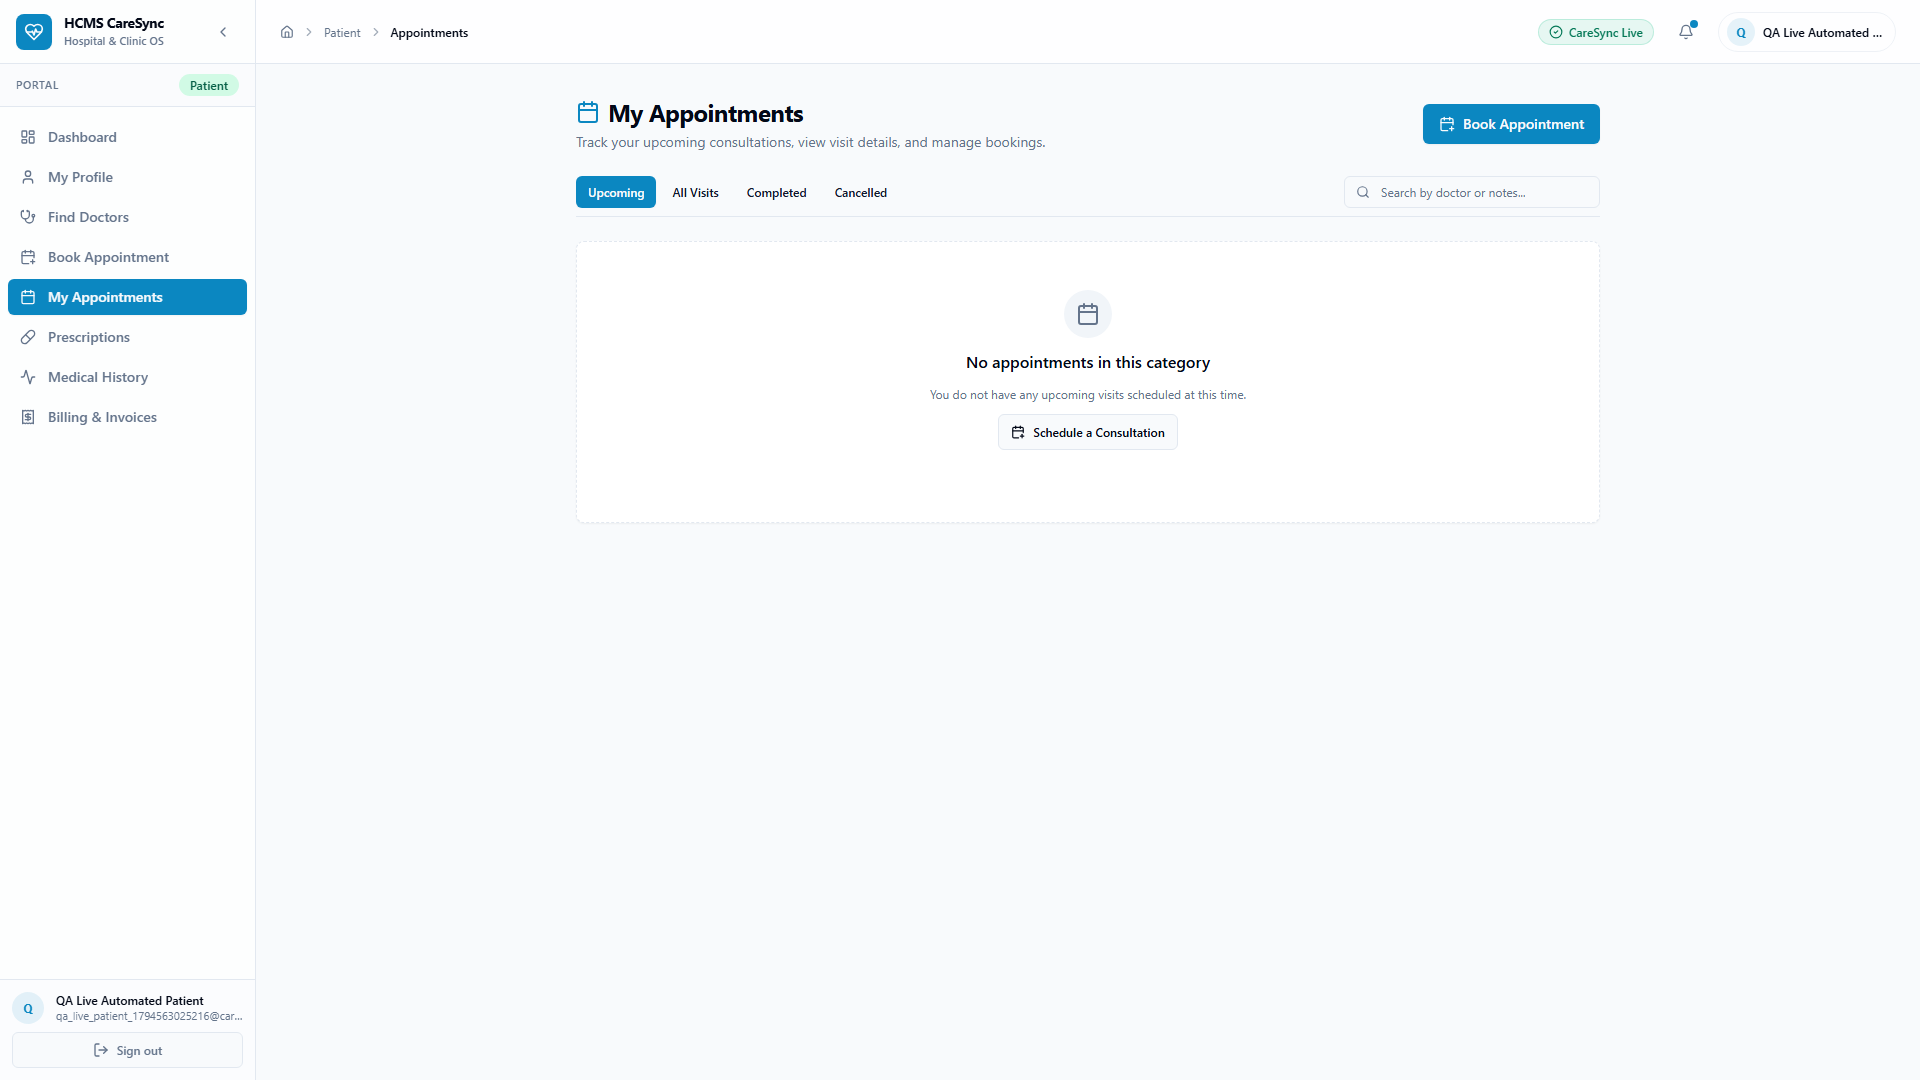 HCMS CareSync
Hospital & Clinic OS
PORTAL
Patient
Dashboard
My Profile
Find Doctors
Book Appointment
My Appointments
Prescriptions
Medical History
Billing & Invoices
Q
QA Live Automated Patient
qa_live_patient_1794563025216@car...
Sign out
Patient
Appointments
CareSync Live
Q
QA Live Automated ...
My Appointments
Track your upcoming consultations, view visit details, and manage bookings.
Book Appointment
Upcoming
All Visits
Completed
Cancelled
Search by doctor or notes...
No appointments in this category
You do not have any upcoming visits scheduled at this time.
Schedule a Consultation